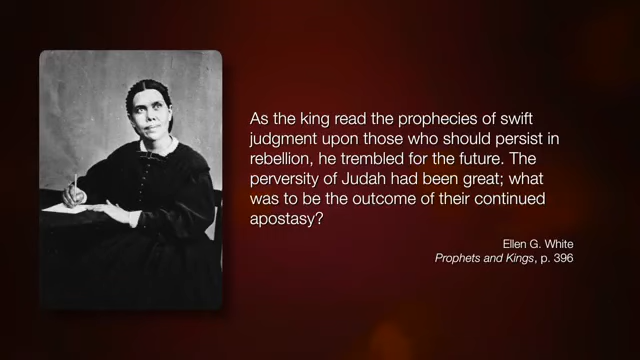 As the king read the prophecies of swift
judgment upon those who should persist in
rebellion, he trembled for the future. The
perversity of Judah had been great; what
was to be the outcome of their continued
apostasy?
Ellen G. White
Prophets and Kings, p. 396